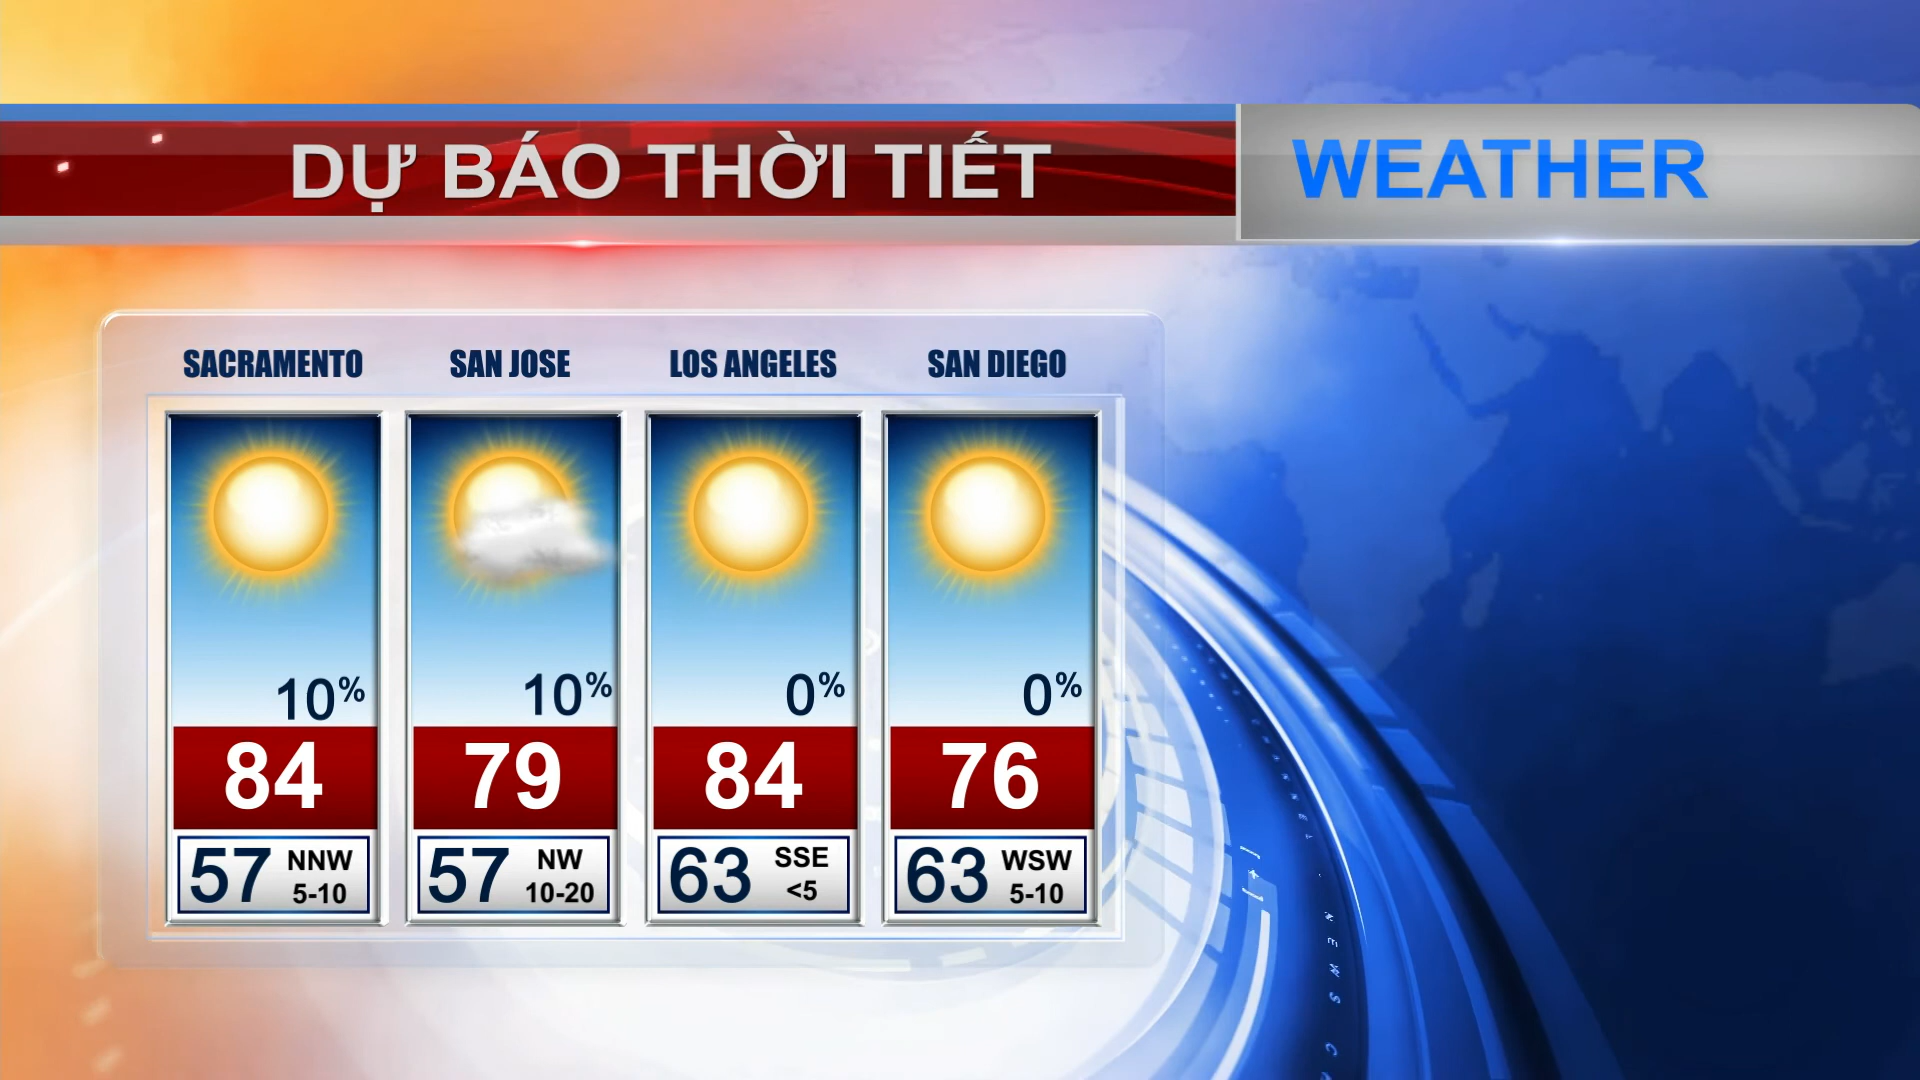 DỰ BÁO THỜI TIẾT
WEATHER
SACRAMENTO
SAN JOSE
LOS ANGELES
SAN DIEGO
10%
10%
0%
0%
84
79
84
76
57
NNW
5-10
57
NW
10-20
63
SSE
<5
63
WSW
5-10
NEWS